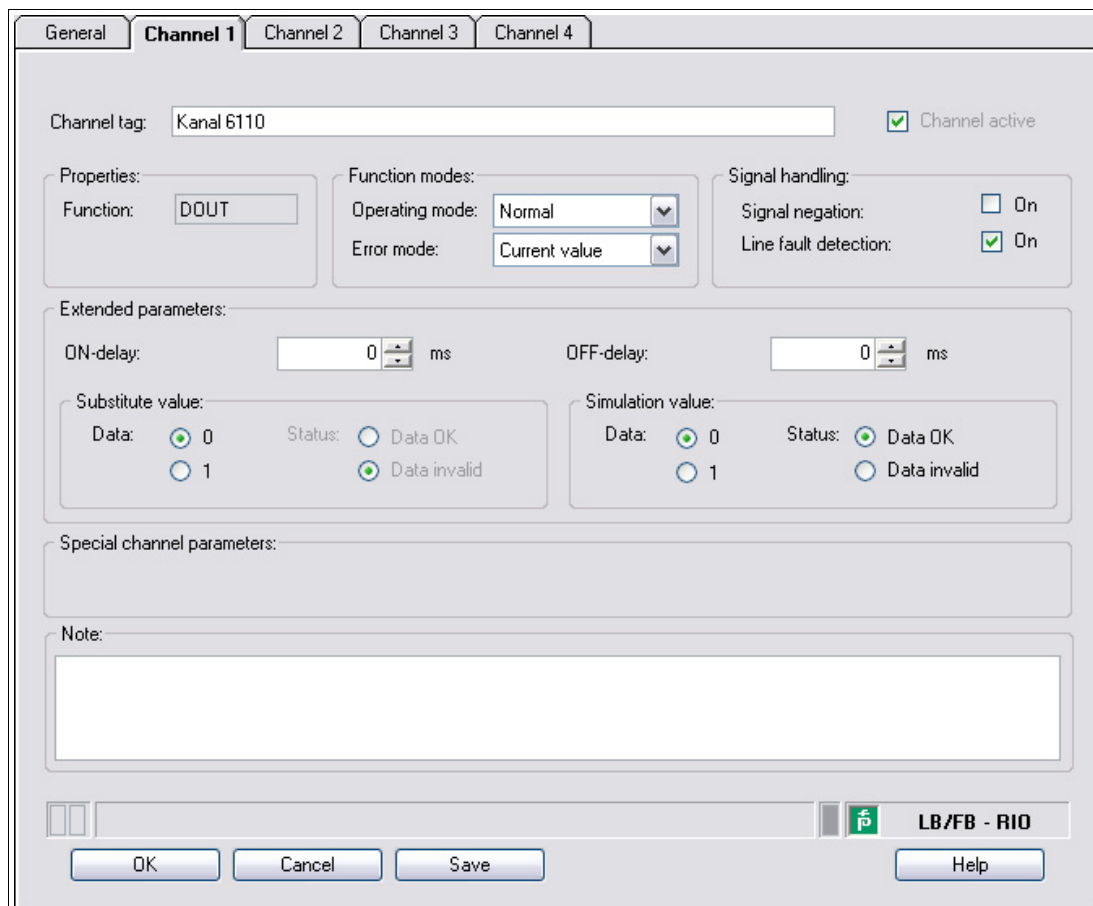 General Channel 1 Channel 2 Channel 3 Channel 4
Channel tag: Kanal 6110 Channel active
Properties: Function modes: Signal handling:
Function: DOUT Operating mode: Normal Signal negation: On
Error mode: Current value Line fault detection: On
Extended parameters:
ON-delay: 0 ms OFF-delay: 0 ms
Substitute value: Simulation value:
Data: 0 Status: Data OK Data: 0 Status: Data OK
1 Data invalid 1 Data invalid
Special channel parameters:
Note:
LB/FB - RIO
OK Cancel Save Help